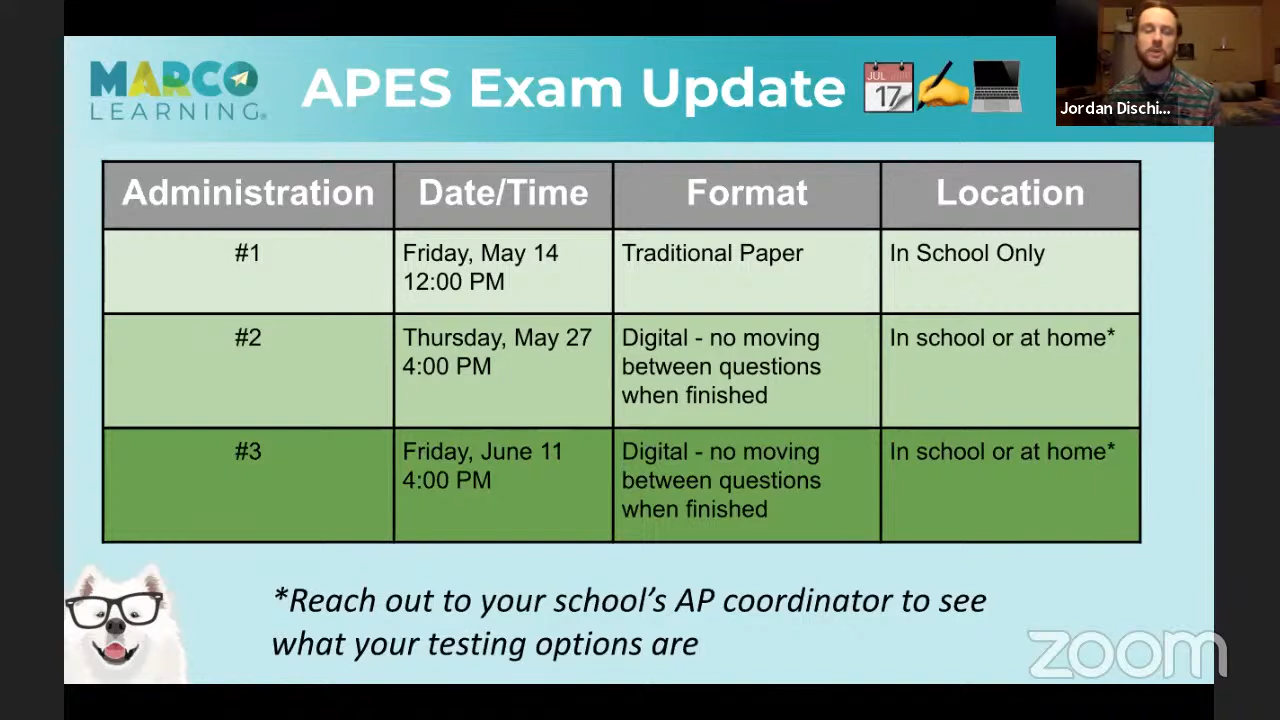 MARCO
LEARNING®
APES Exam Update
JUL
17
Jordan Dischi...
Administration
Date/Time
Format
Location
#1
Friday, May 14
12:00 PM
Traditional Paper
In School Only
#2
Thursday, May 27
4:00 PM
Digital - no moving
between questions
when finished
In school or at home*
#3
Friday, June 11
4:00 PM
Digital - no moving
between questions
when finished
In school or at home*
*Reach out to your school's AP coordinator to see
what your testing options are
zoom